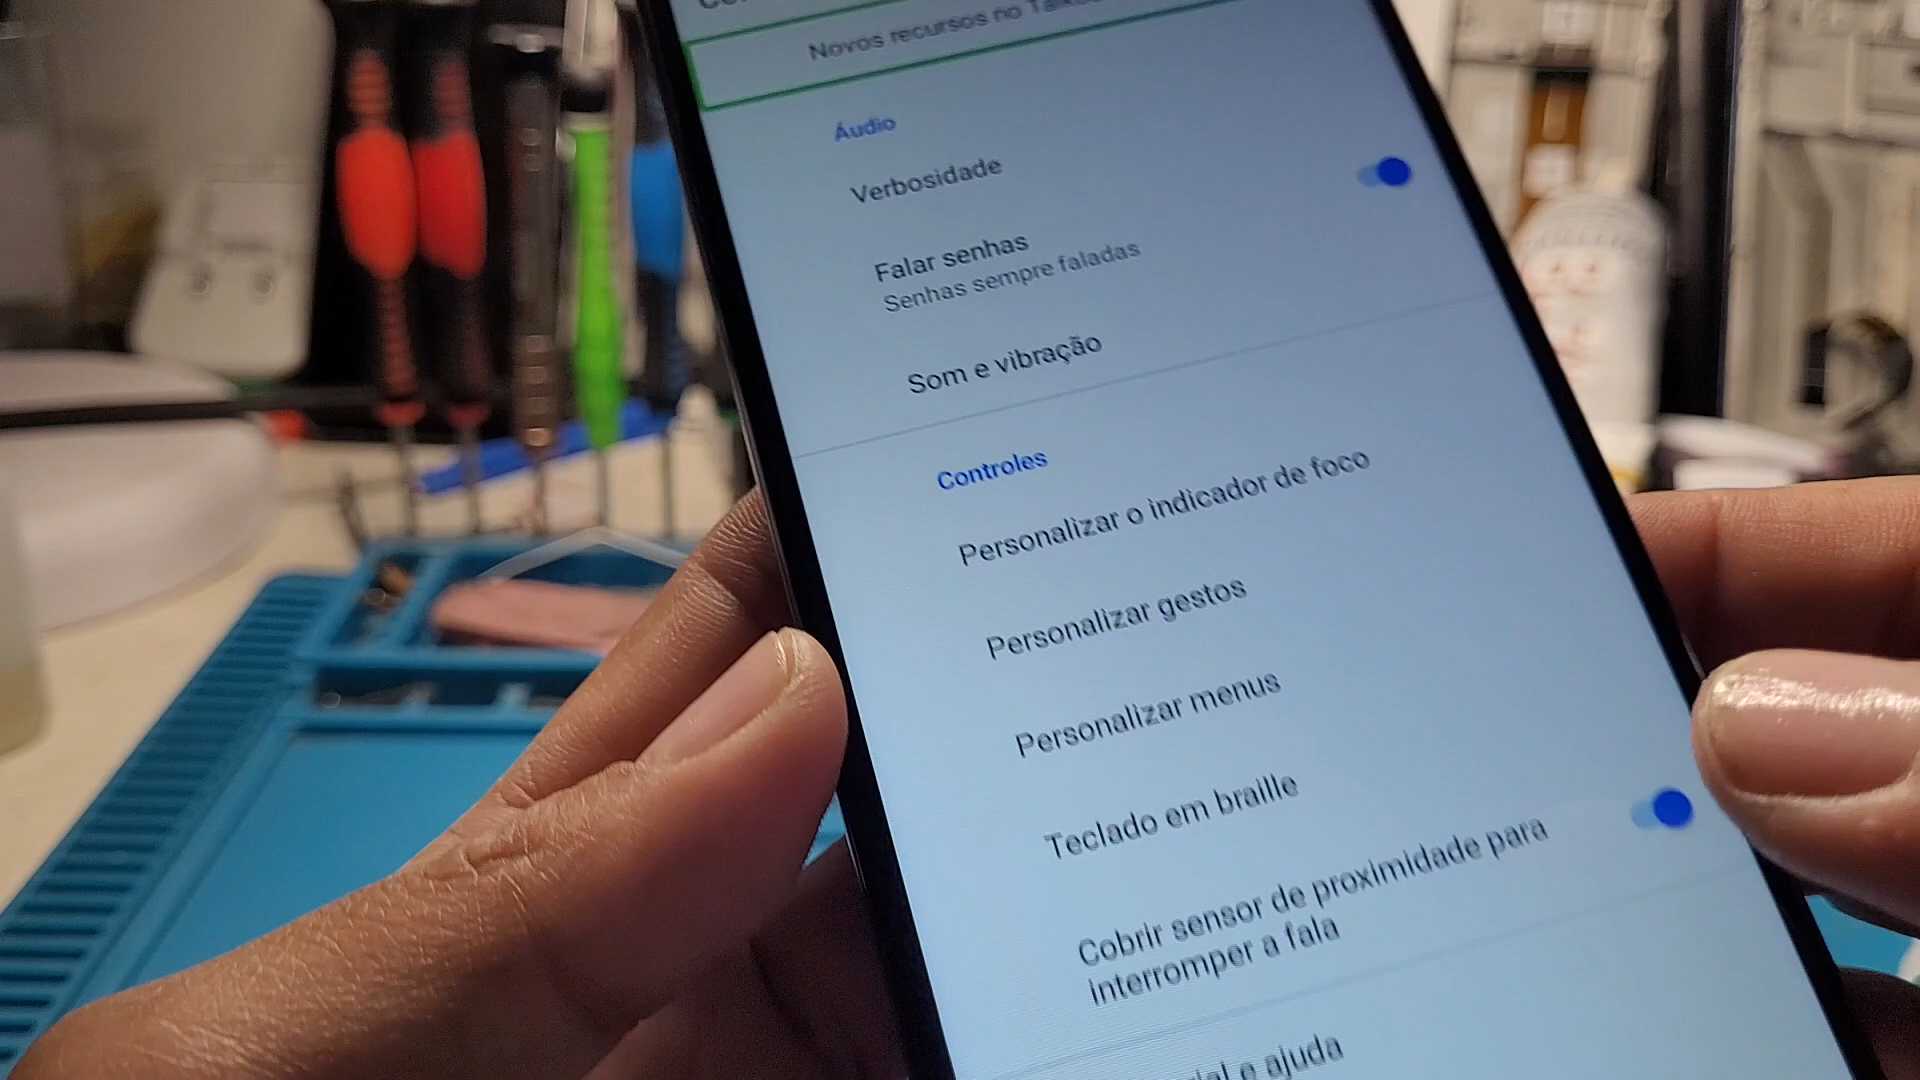 Novos recursos no
Áudio
Verbosidade
Falar senhas
Senhas sempre faladas
Som e vibração
Controles
Personalizar o indicador de foco
Personalizar gestos
Personalizar menus
Teclado em braille
Cobrir sensor de proximidade para
interromper a fala
e ajuda